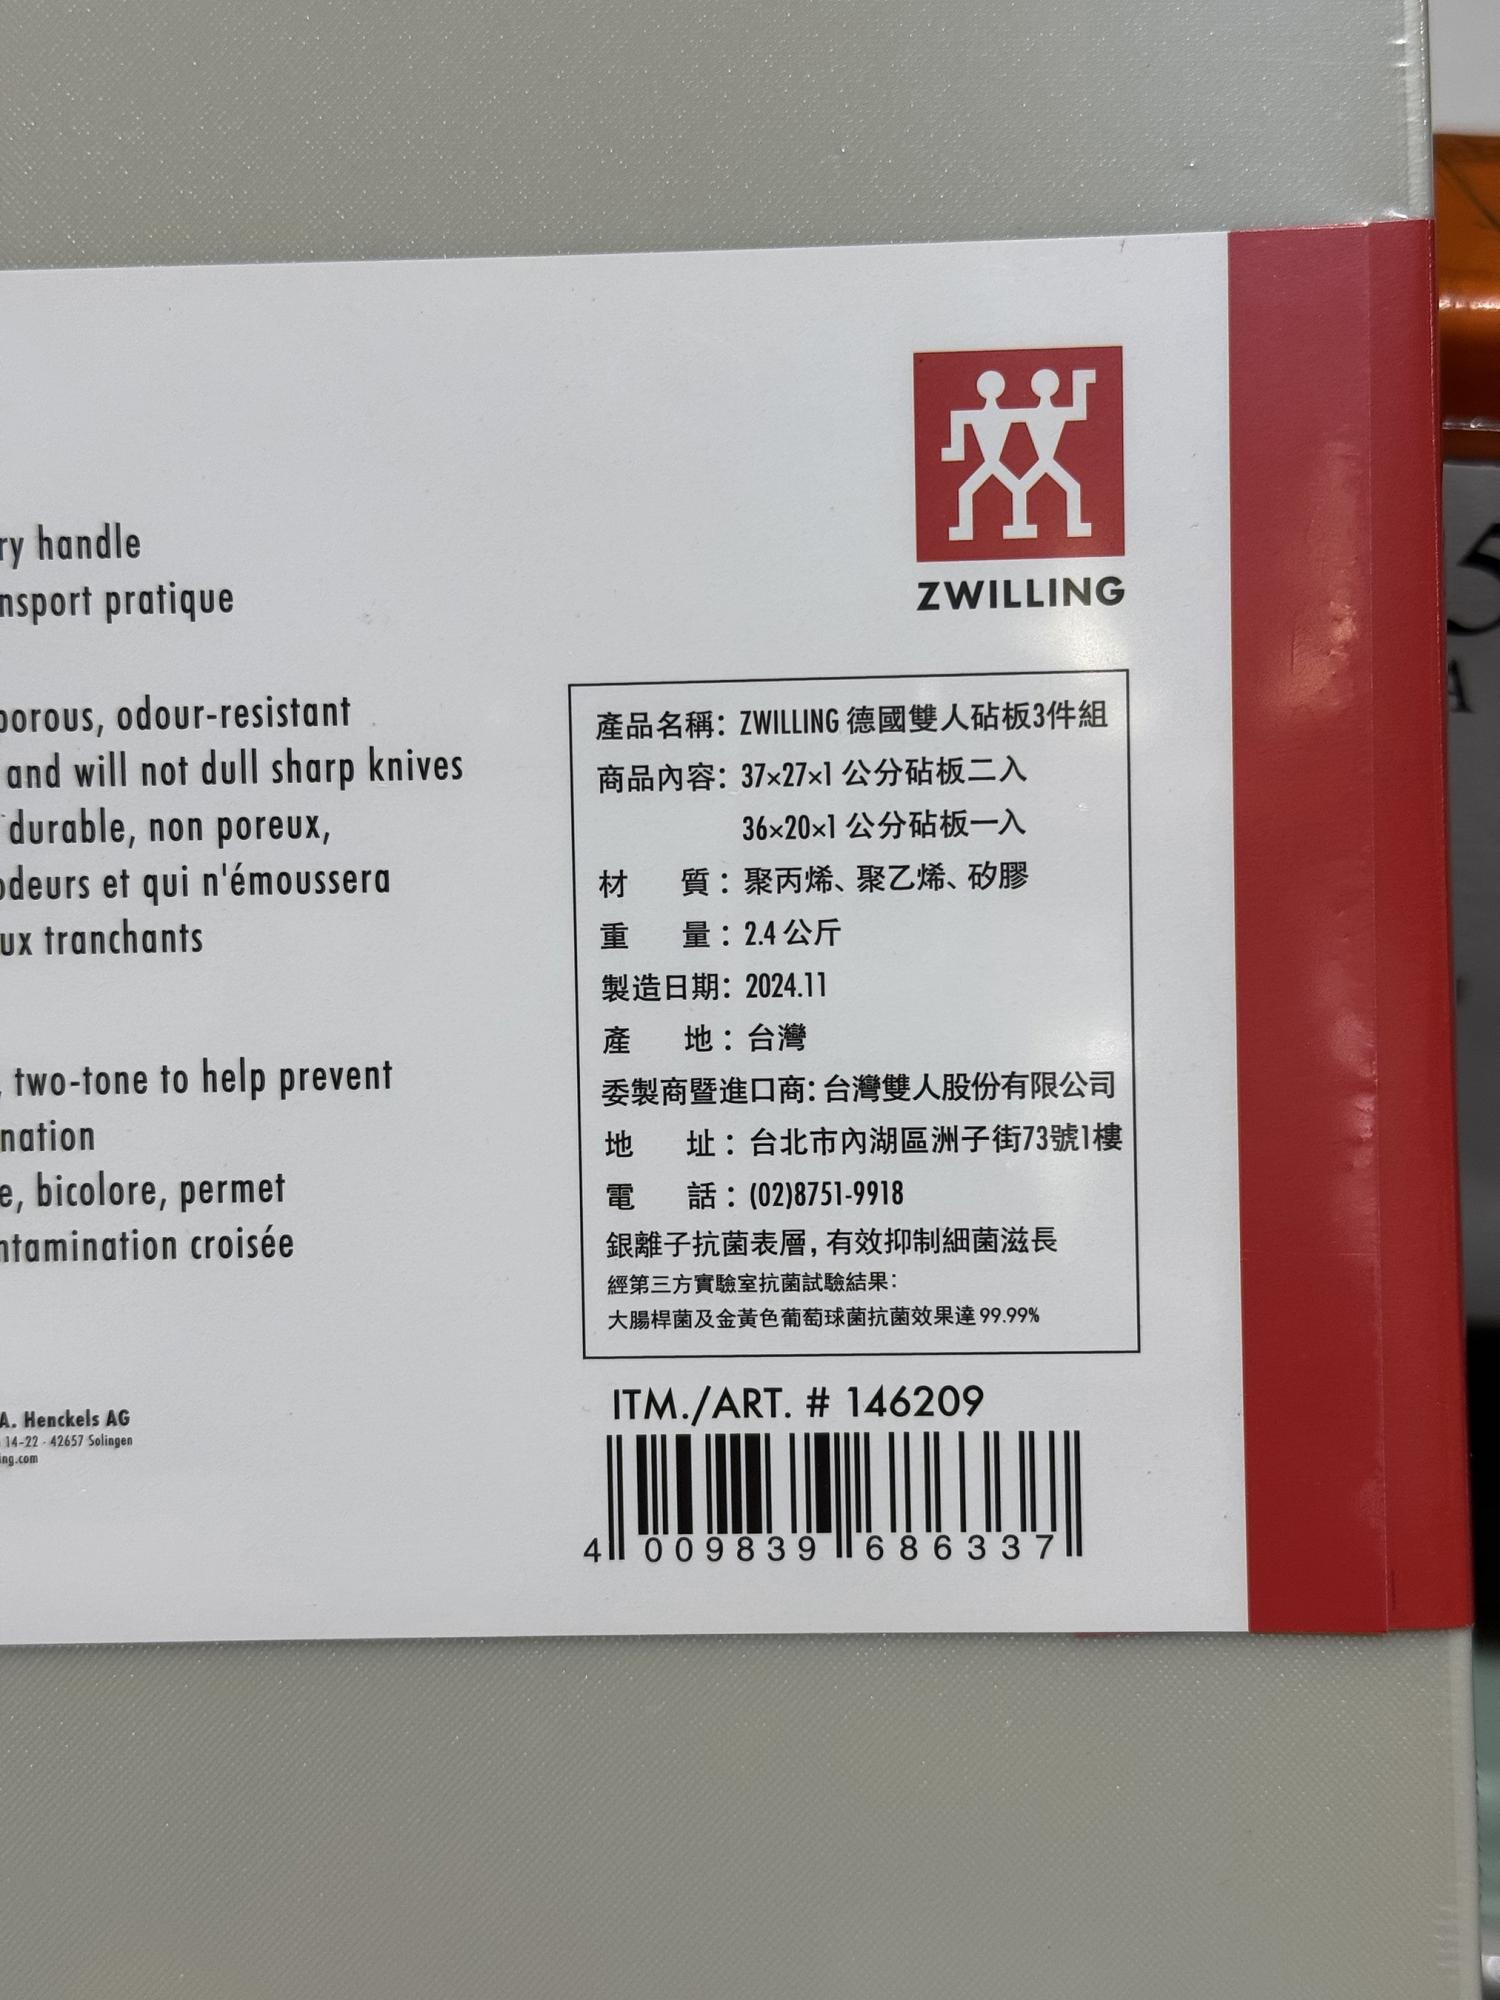 ry handle
nsport pratique
porous, odour-resistant
and will not dull sharp knives
durable, non poreux,
odeurs et qui n'émoussera
ux tranchants
, two-tone to help prevent
nation
e, bicolore, permet
ntamination croisée
A. Henckels AG
14-22 · 42657 Solingen
ing.com
ZWILLING
產品名稱：ZWILLING 德國雙人砧板3件組
商品內容：37×27×1 公分砧板二入
36×20×1 公分砧板一入
材 質：聚丙烯、聚乙烯、矽膠
重 量：2.4 公斤
製造日期：2024.11
產 地：台灣
委製商暨進口商：台灣雙人股份有限公司
地 址：台北市內湖區洲子街73號1樓
電 話：(02)8751-9918
銀離子抗菌表層，有效抑制細菌滋長
經第三方實驗室抗菌試驗結果：
大腸桿菌及金黃色葡萄球菌抗菌效果達 99.99%
ITM./ART. # 146209
4 009839 686337
5
A